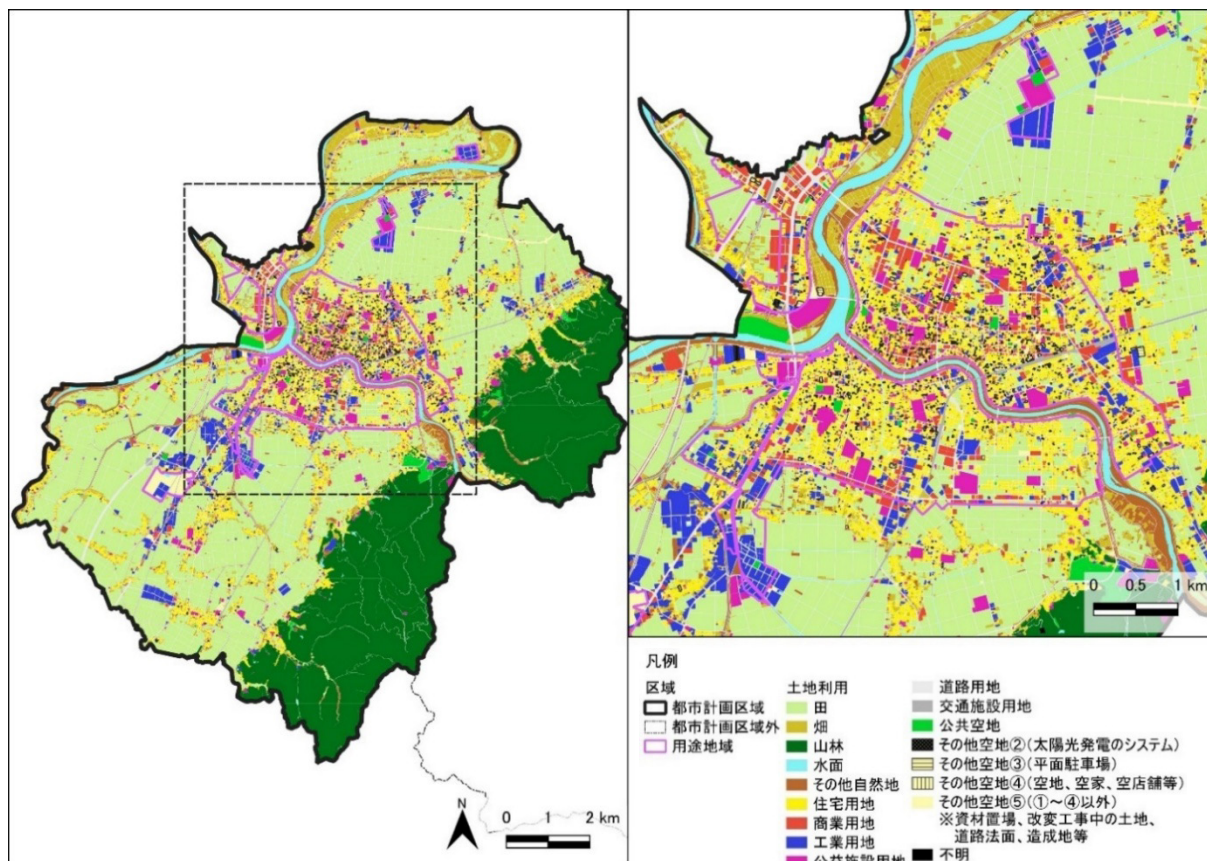 N
0 1 2 km
0 0.5 1 km
凡例
区域
都市計画区域
都市計画区域外
用途地域
土地利用
田
畑
山林
水面
その他自然地
住宅用地
商業用地
工業用地
公益施設用地
道路用地
交通施設用地
公共空地
その他空地②(太陽光発電のシステム)
その他空地③(平面駐車場)
その他空地④(空地、空家、空店舗等)
その他空地⑤(①~④以外)
※資材置場、改変工事中の土地、
道路法面、造成地等
不明